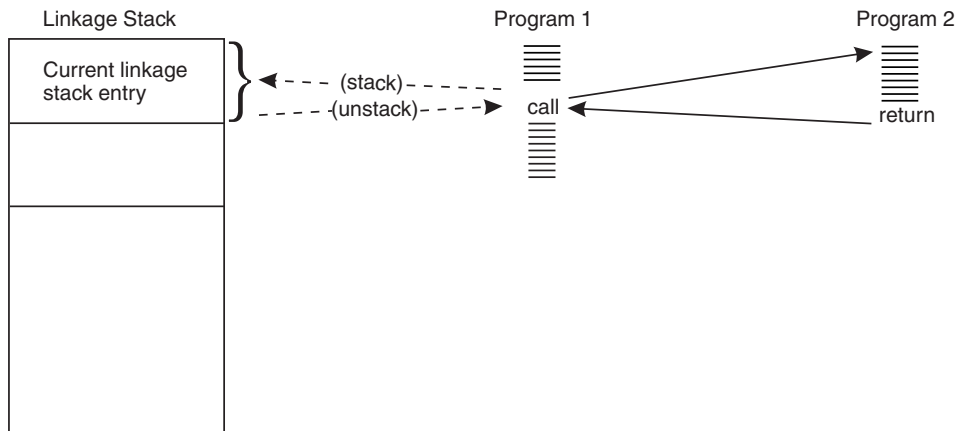 Linkage Stack
Program 1
Program 2
Current linkage
stack entry
(stack)
(unstack)
call
return